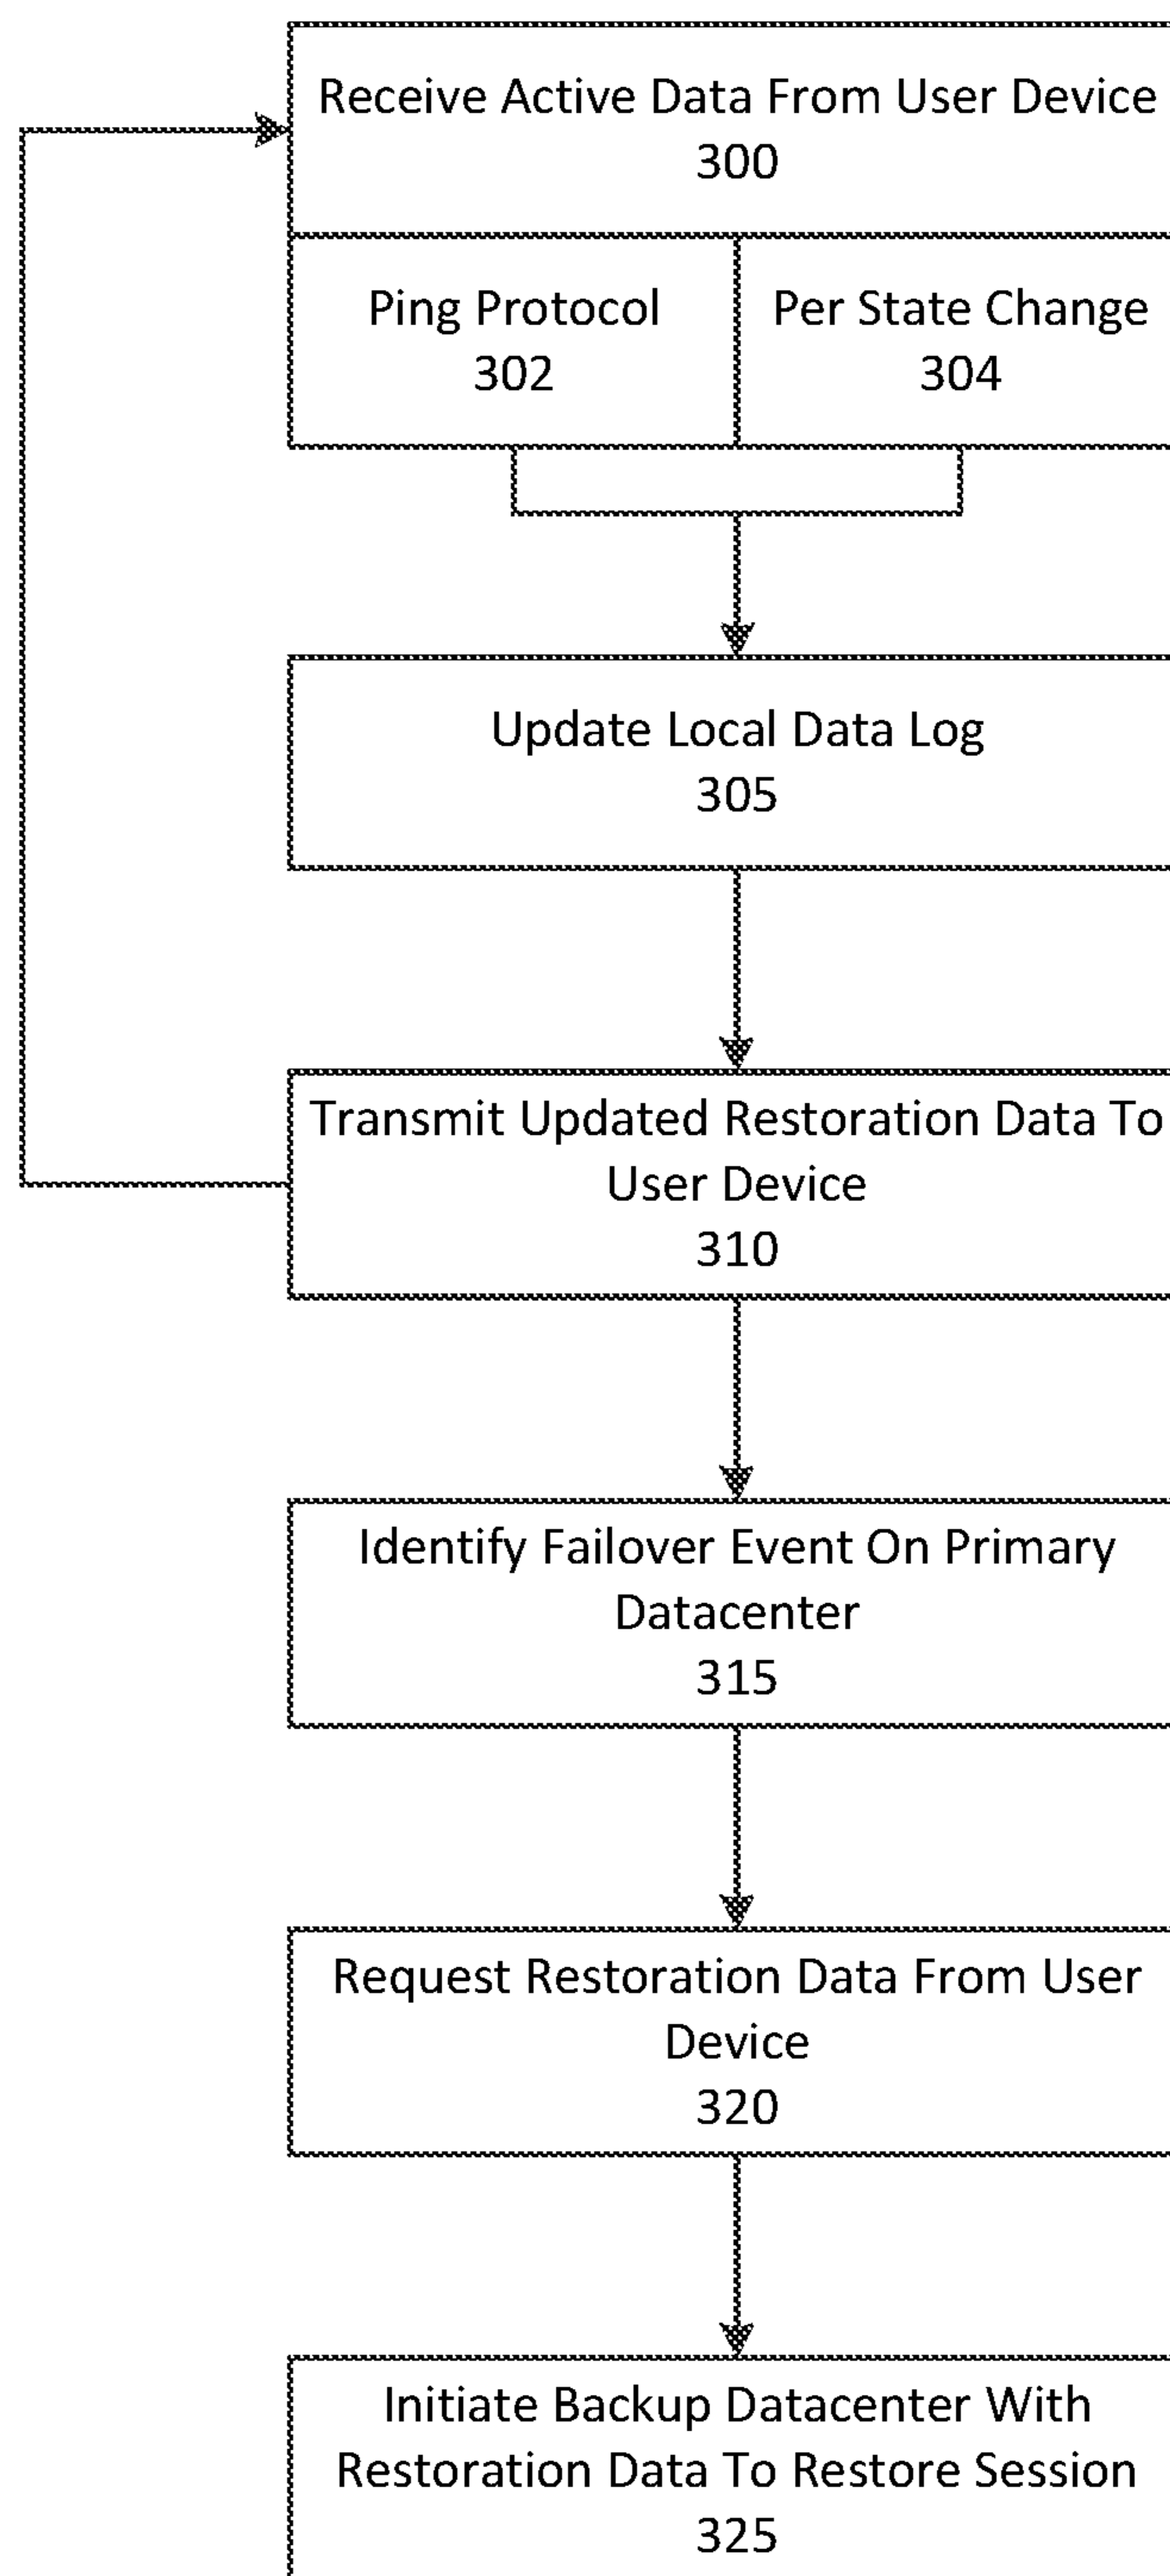 Receive Active Data From User Device
300
Ping Protocol
302
Per State Change
304
Update Local Data Log
305
Transmit Updated Restoration Data To
User Device
310
Identify Failover Event On Primary
Datacenter
315
Request Restoration Data From User
Device
320
Initiate Backup Datacenter With
Restoration Data To Restore Session
325